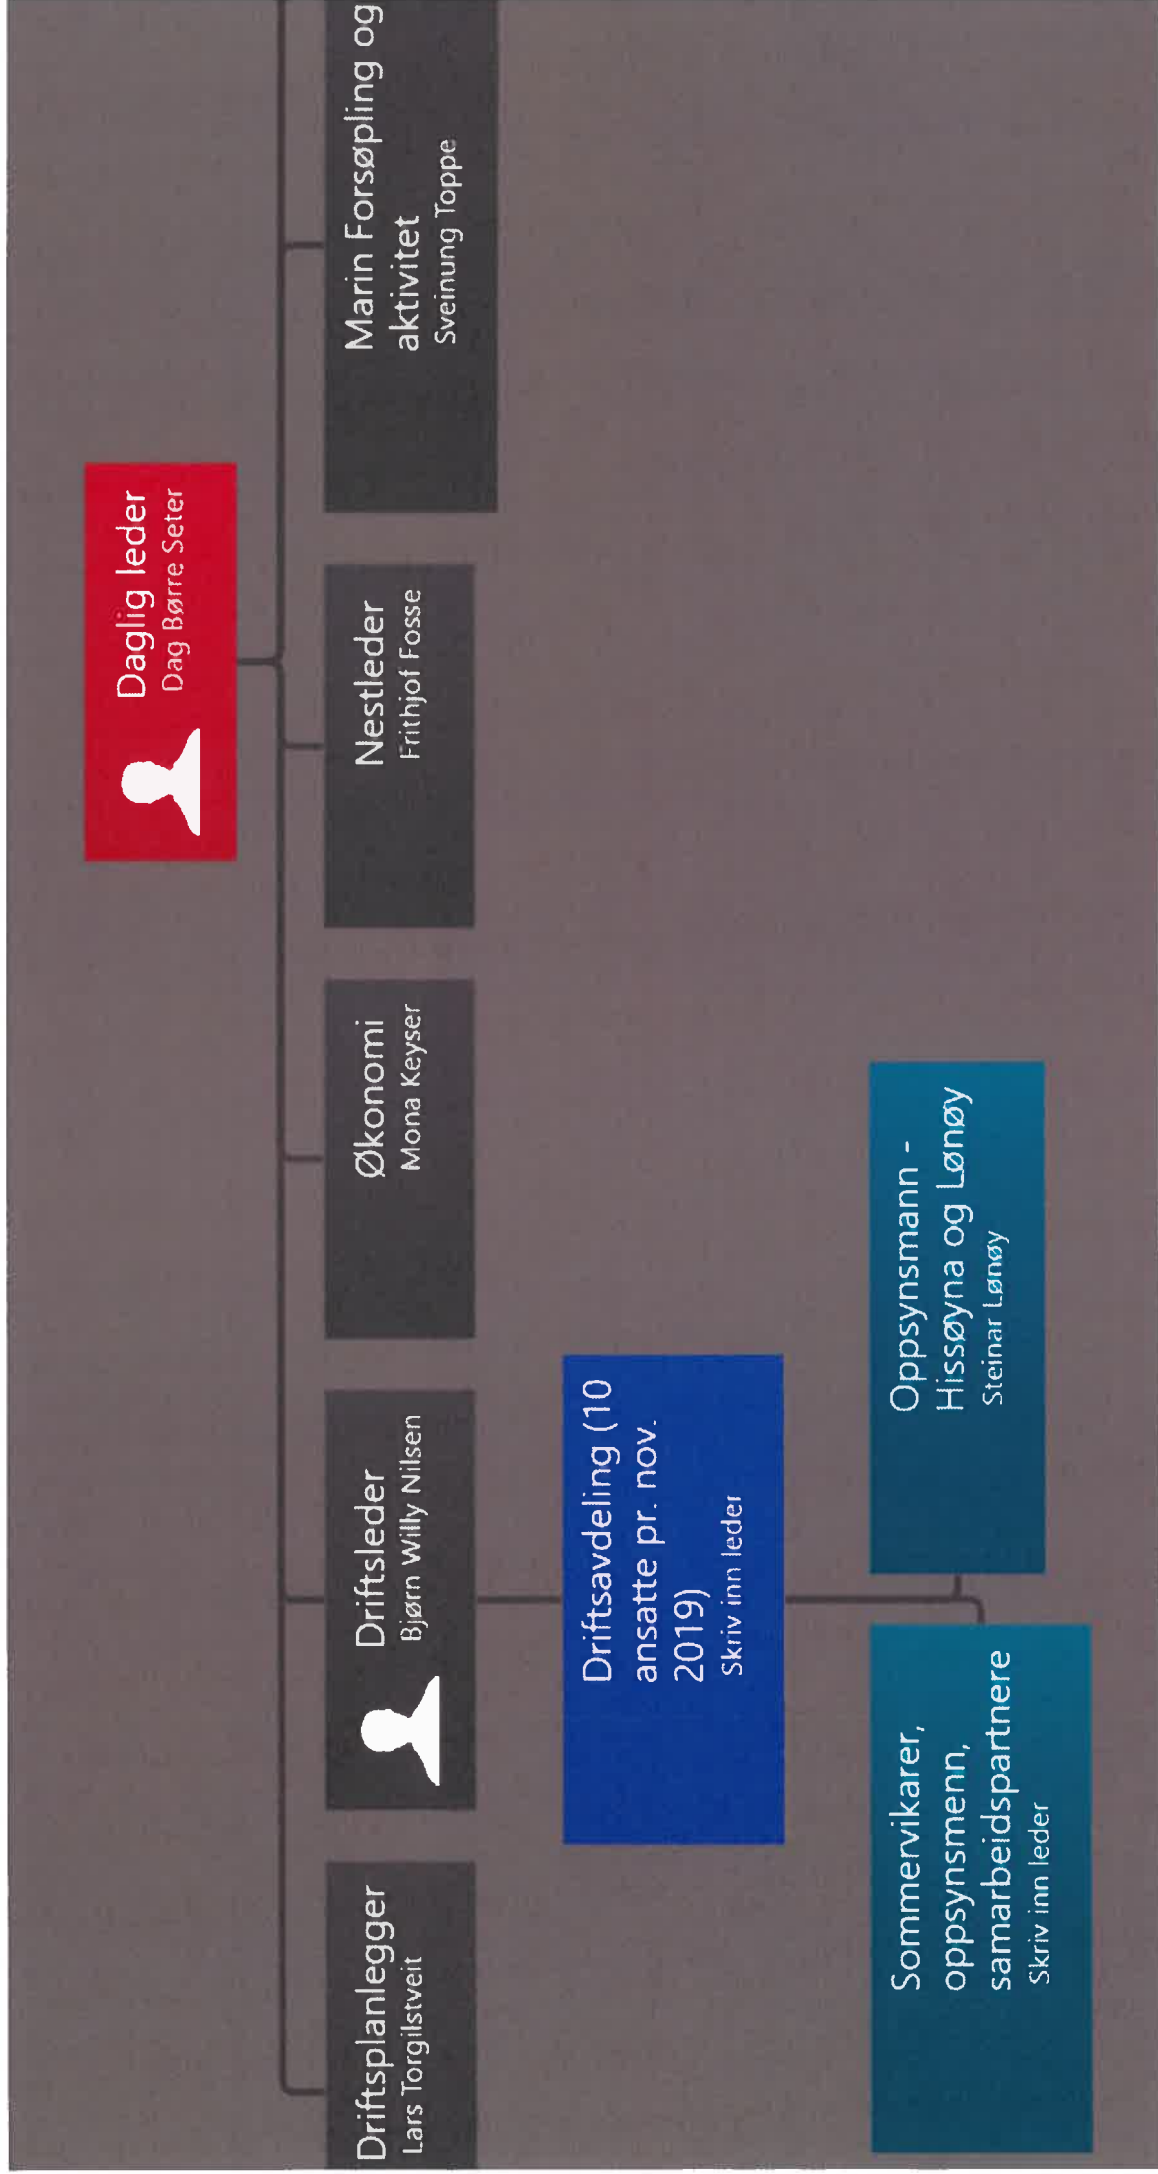 Daglig leder
Dag Børre Seter
Driftsplanlegger
Lars Torgilstveit
Driftsleder
Bjørn Willy Nilsen
Økonomi
Mona Keyser
Nestleder
Frithjof Fosse
Marin Forsøpling og
aktivitet
Sveinung Toppe
Driftsavdeling (10
ansatte pr. nov.
2019)
Skriv inn leder
Sommervikarer,
oppsynsmenn,
samarbeidspartnere
Skriv inn leder
Oppsynsmann -
Hissøyna og Lønøy
Steinar Lønøy